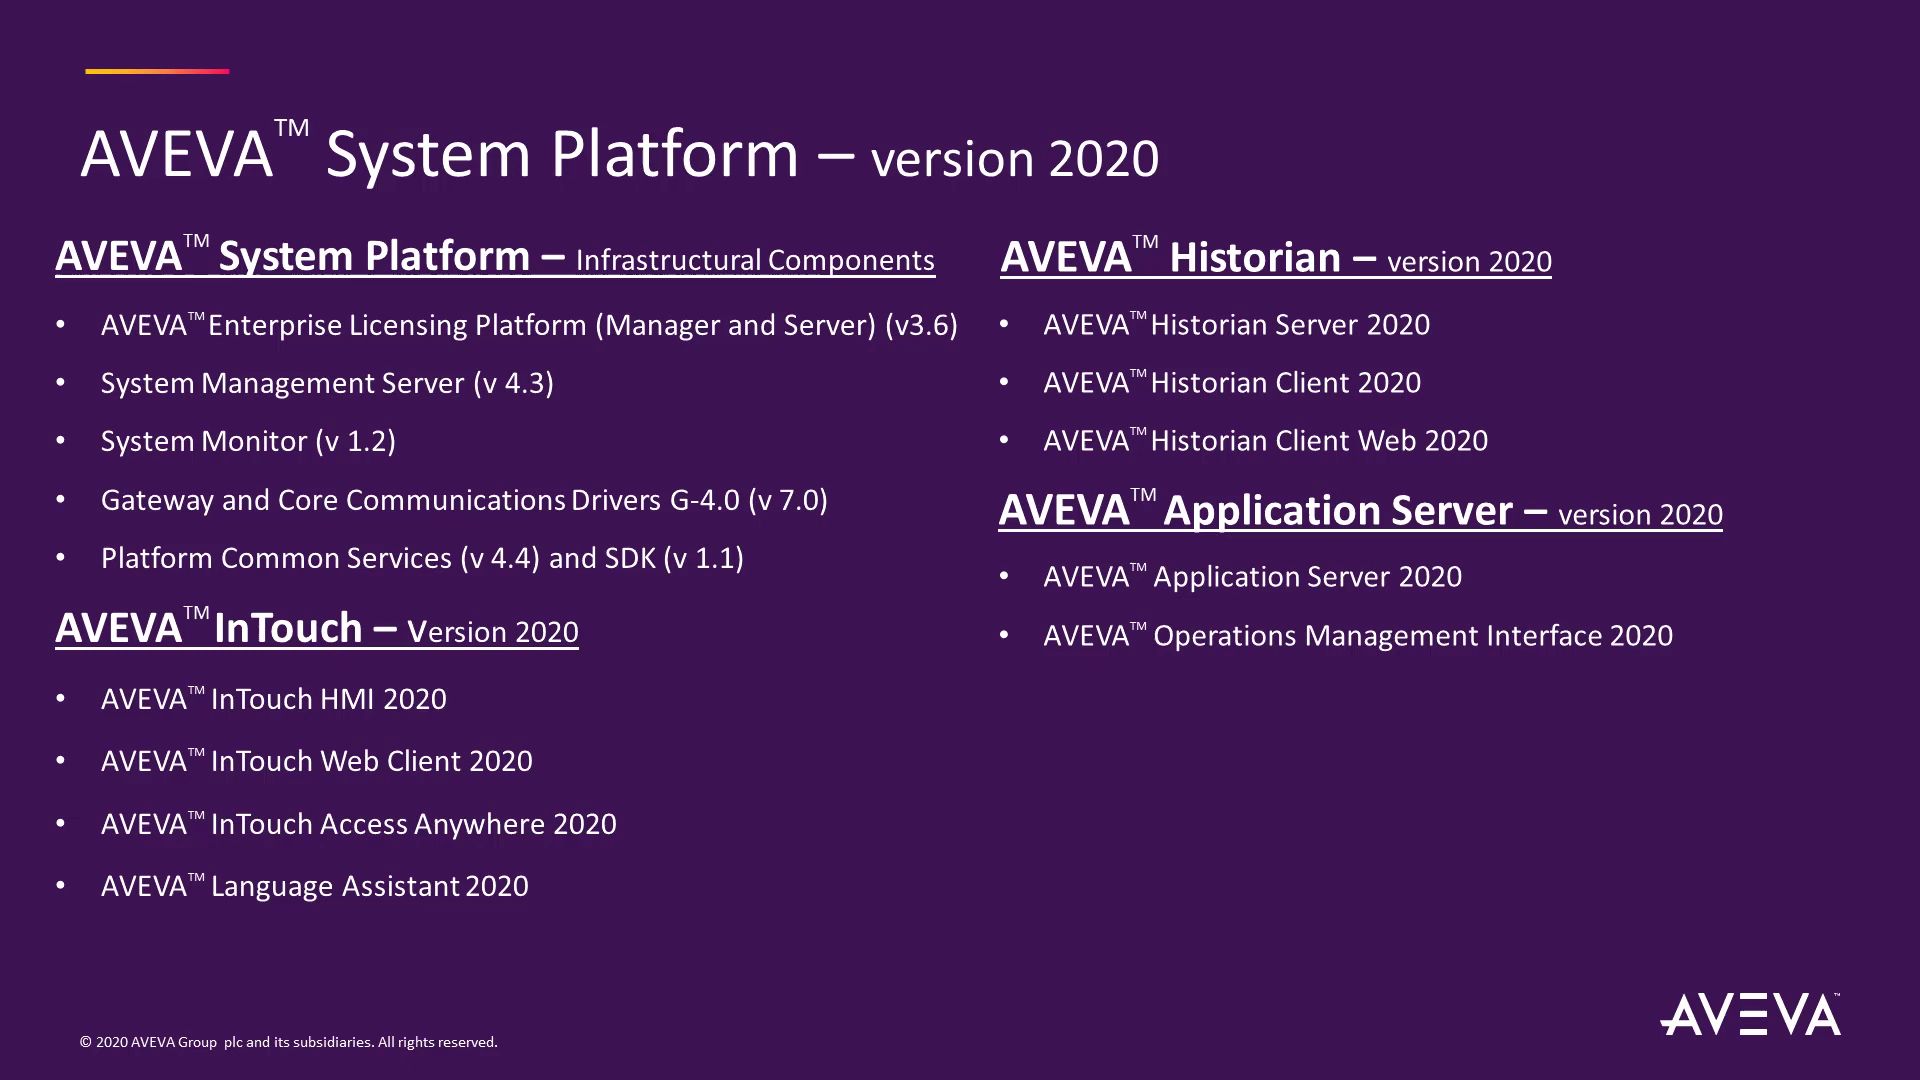 AVEVA™ System Platform – version 2020
AVEVA™ System Platform – Infrastructural Components
• AVEVA™ Enterprise Licensing Platform (Manager and Server) (v3.6)
• System Management Server (v 4.3)
• System Monitor (v 1.2)
• Gateway and Core Communications Drivers G-4.0 (v 7.0)
• Platform Common Services (v 4.4) and SDK (v 1.1)
AVEVA™ InTouch – Version 2020
• AVEVA™ InTouch HMI 2020
• AVEVA™ InTouch Web Client 2020
• AVEVA™ InTouch Access Anywhere 2020
• AVEVA™ Language Assistant 2020
AVEVA™ Historian – version 2020
• AVEVA™ Historian Server 2020
• AVEVA™ Historian Client 2020
• AVEVA™ Historian Client Web 2020
AVEVA™ Application Server – version 2020
• AVEVA™ Application Server 2020
• AVEVA™ Operations Management Interface 2020
© 2020 AVEVA Group plc and its subsidiaries. All rights reserved.
AVEVA™